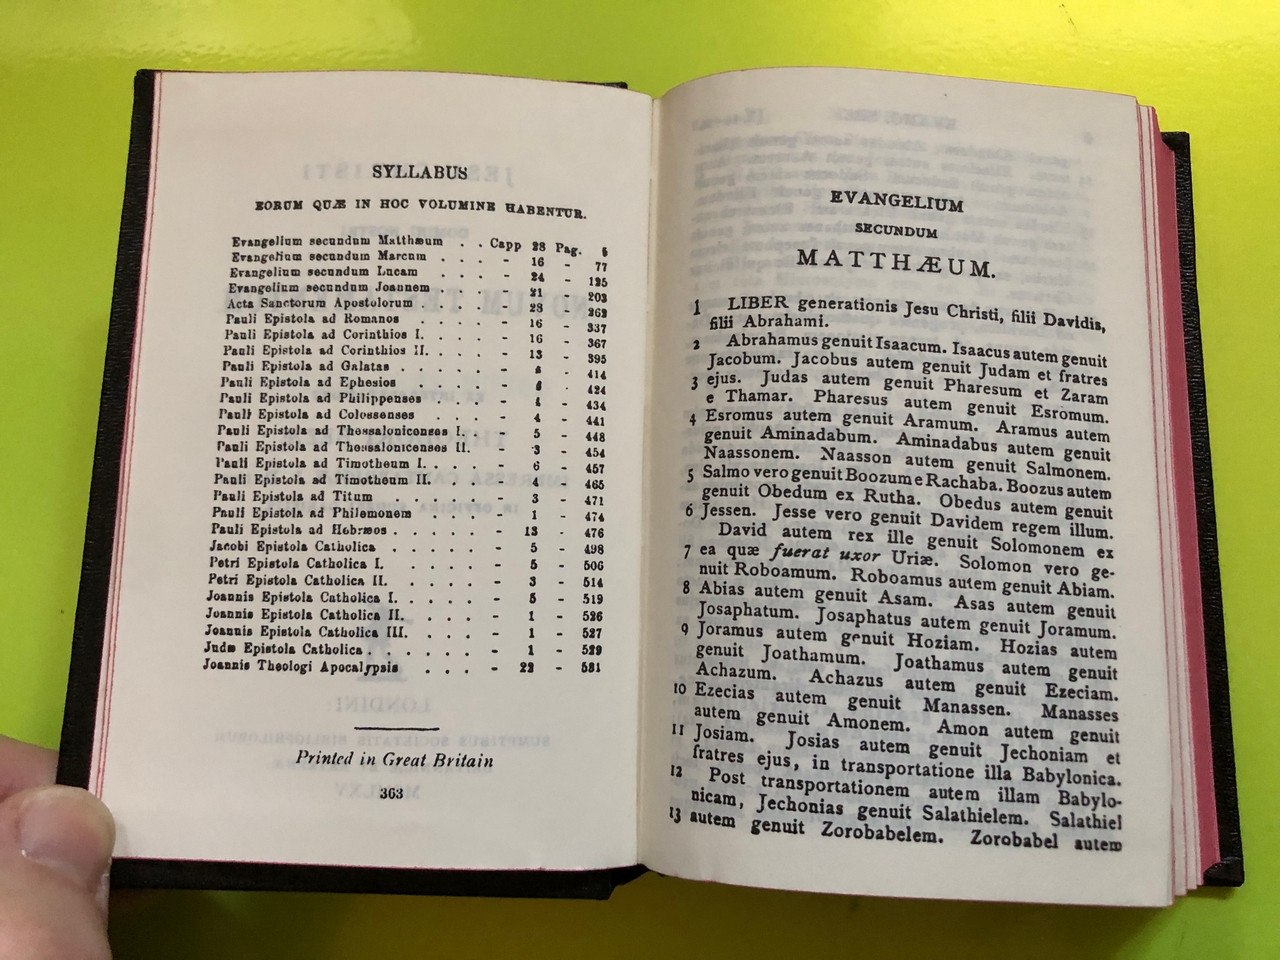 SYLLABUS
EORUM QUÆ IN HOC VOLUMINE HABENTUR.
Evangelium secundum Matthæum . . Capp 28 Pag. 5
Evangelium secundum Marcum . . . - 16 - 77
Evangelium secundum Lucam . . . - 24 - 125
Evangelium secundum Joannem . . . - 21 - 203
Acta Sanctorum Apostolorum . . . . - 28 - 262
Pauli Epistola ad Romanos . . . . - 16 - 337
Pauli Epistola ad Corinthios I. . . . - 16 - 367
Pauli Epistola ad Corinthios II. . . . - 13 - 395
Pauli Epistola ad Galatas . . . . - 6 - 414
Pauli Epistola ad Ephesios . . . . - 6 - 424
Pauli Epistola ad Philippenses . . . - 4 - 434
Pauli Epistola ad Colossenses . . . - 4 - 441
Pauli Epistola ad Thessalonicenses I. . - 5 - 448
Pauli Epistola ad Thessalonicenses II. - 3 - 454
Pauli Epistola ad Timotheum I. . . . - 6 - 457
Pauli Epistola ad Timotheum II. . . . - 4 - 465
Pauli Epistola ad Titum . . . . . - 3 - 471
Pauli Epistola ad Philemonem . . . - 1 - 474
Pauli Epistola ad Hebræos . . . . . - 13 - 476
Jacobi Epistola Catholica . . . . . - 5 - 498
Petri Epistola Catholica I. . . . . - 5 - 506
Petri Epistola Catholica II. . . . . - 3 - 514
Joannis Epistola Catholica I. . . . . - 5 - 519
Joannis Epistola Catholica II. . . . - 1 - 526
Joannis Epistola Catholica III. . . . - 1 - 527
Judæ Epistola Catholica . . . . . - 1 - 529
Joannis Theologi Apocalypsis . . . - 22 - 531
Printed in Great Britain
363
EVANGELIUM
SECUNDUM
MATTHÆUM.
1 LIBER generationis Jesu Christi, filii Davidis,
filii Abrahami.
2 Abrahamus genuit Isaacum. Isaacus autem genuit
Jacobum. Jacobus autem genuit Judam et fratres
3 ejus. Judas autem genuit Pharesum et Zaram
e Thamar. Pharesus autem genuit Esromum.
4 Esromus autem genuit Aramum. Aramus autem
genuit Aminadabum. Aminadabus autem genuit
Naassonem. Naasson autem genuit Salmonem.
5 Salmo vero genuit Boozum e Rachaba. Boozus autem
genuit Obedum ex Rutha. Obedus autem genuit
6 Jessen. Jesse vero genuit Davidem regem illum.
David autem rex ille genuit Solomonem ex
7 ea quæ fuerat uxor Uriæ. Solomon vero ge-
nuit Roboamum. Roboamus autem genuit Abiam.
8 Abias autem genuit Asam. Asas autem genuit
Josaphatum. Josaphatus autem genuit Joramum.
9 Joramus autem genuit Hoziam. Hozias autem
genuit Joathamum. Joathamus autem genuit
Achazum. Achazus autem genuit Ezeciam.
10 Ezecias autem genuit Manassen. Manasses
autem genuit Amonem. Amon autem genuit
11 Josiam. Josias autem genuit Jechoniam et
fratres ejus, in transportatione illa Babylonica.
12 Post transportationem autem illam Babylo-
nicam, Jechonias genuit Salathielem. Salathiel
13 autem genuit Zorobabelem. Zorobabel autem